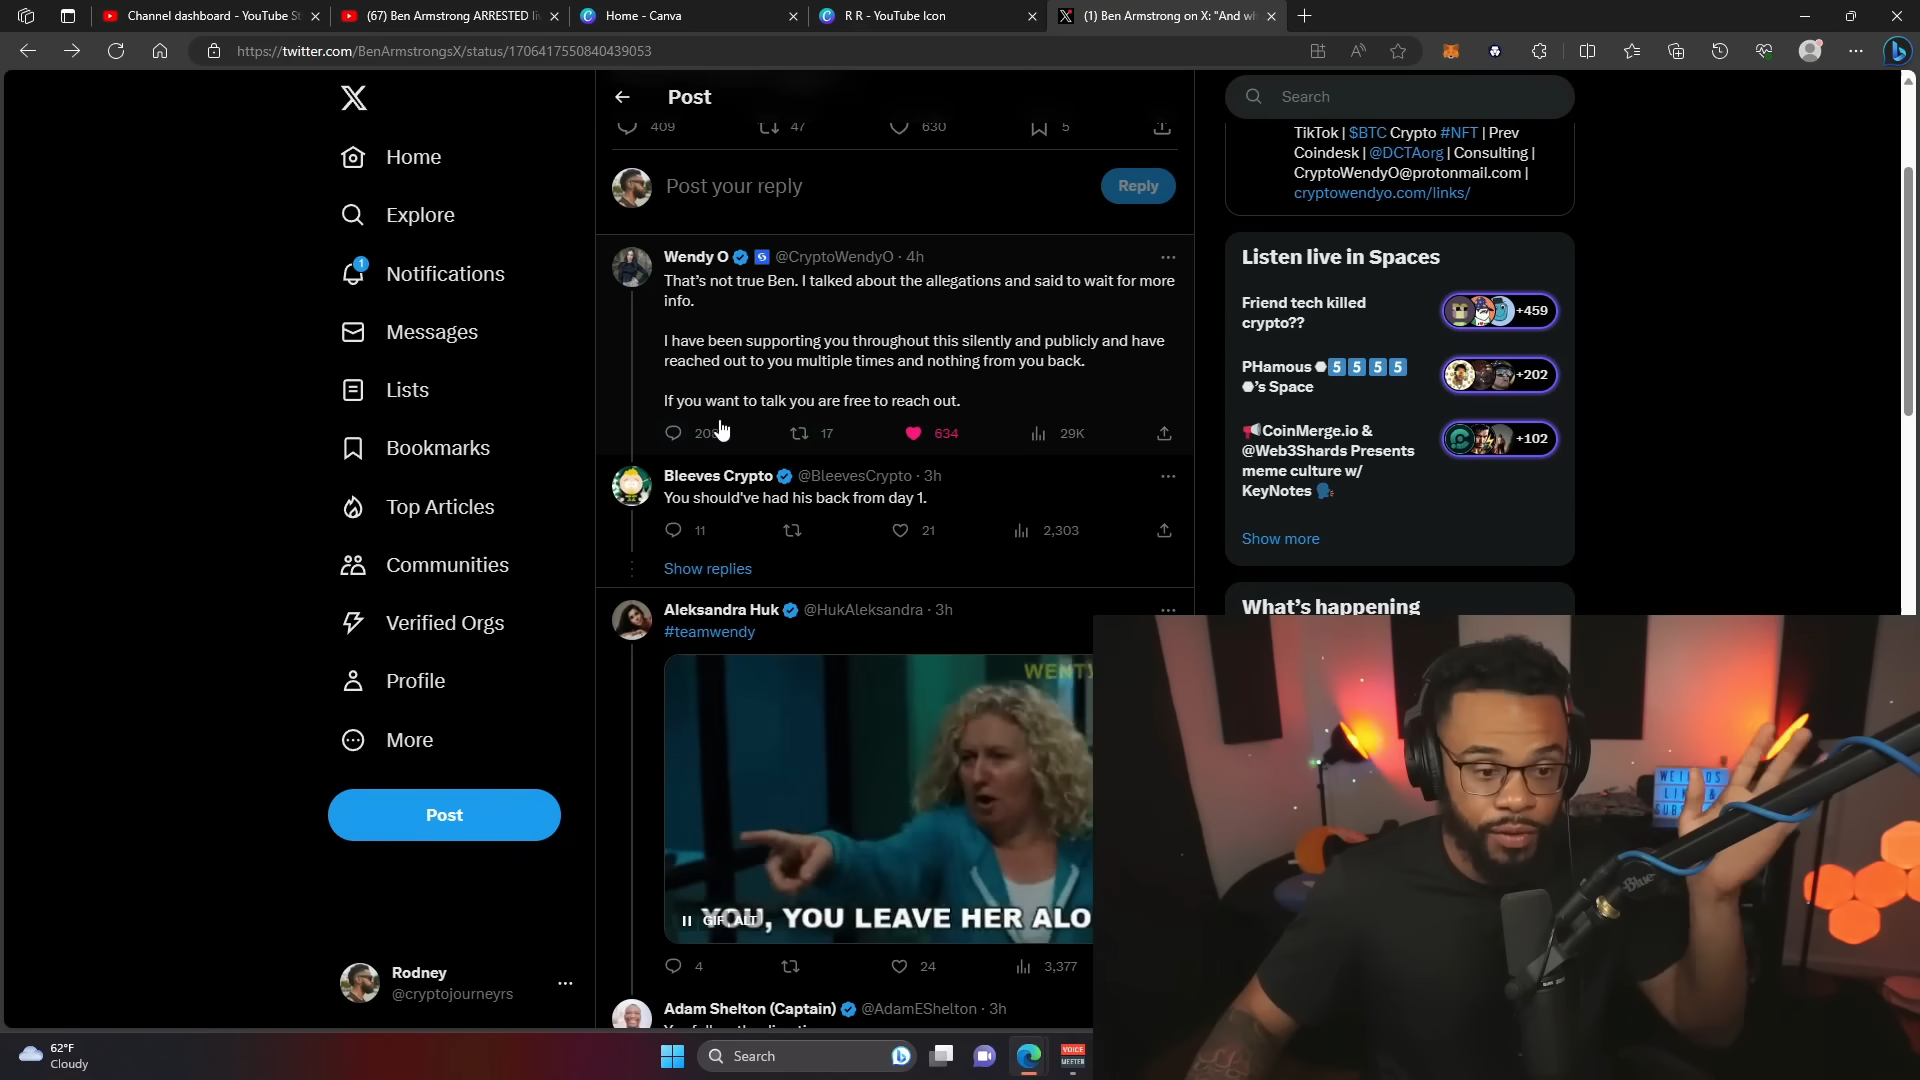 Channel dashboard - YouTube St
(67) Ben Armstrong ARRESTED li
Home - Canva
R R - YouTube Icon
(1) Ben Armstrong on X: "And wh
https://twitter.com/BenArmstrongsX/status/1706417550840439053
Home
Explore
1
Notifications
Messages
Lists
Bookmarks
Top Articles
Communities
Verified Orgs
Profile
More
Post
Rodney
@cryptojourneyrs
Post
409 47 630 5
Post your reply
Reply
Wendy O @CryptoWendyO · 4h
That's not true Ben. I talked about the allegations and said to wait for more
info.
I have been supporting you throughout this silently and publicly and have
reached out to you multiple times and nothing from you back.
If you want to talk you are free to reach out.
17 634 29K
Bleeves Crypto @BleevesCrypto · 3h
You should've had his back from day 1.
11 21 2,303
Show replies
Aleksandra Huk @HukAleksandra · 3h
#teamwendy
WENTY
YOU, YOU LEAVE HER ALO
GIF ALT
4 24 3,377
Adam Shelton (Captain) @AdamEShelton · 3h
Search
TikTok | $BTC Crypto #NFT | Prev
Coindesk | @DCTAorg | Consulting |
CryptoWendyO@protonmail.com |
cryptowendyo.com/links/
Listen live in Spaces
Friend tech killed
crypto??
+459
PHamous 5 5 5 5
's Space
+202
CoinMerge.io &
@Web3Shards Presents
meme culture w/
KeyNotes
+102
Show more
What's happening
Blue
62°F
Cloudy
Search
VOICE
MEETER